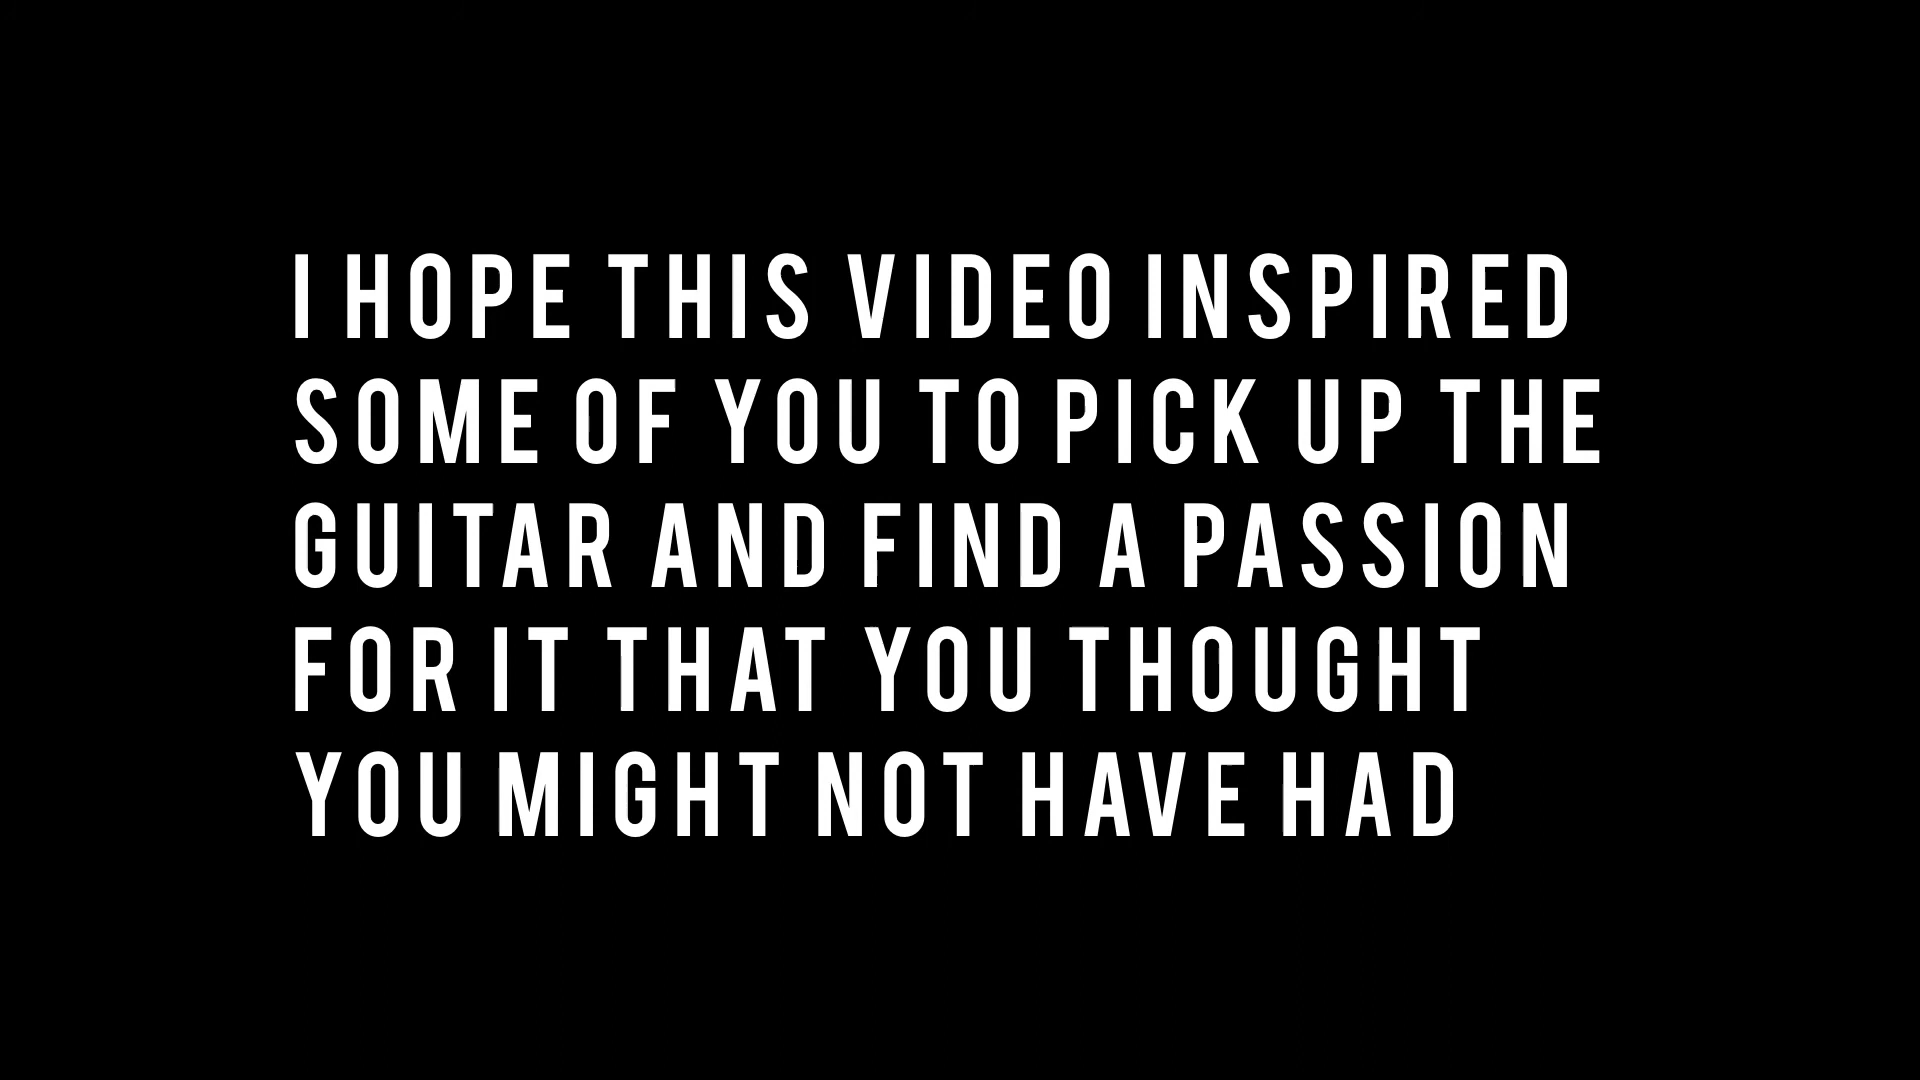 I HOPE THIS VIDEO INSPIRED
SOME OF YOU TO PICK UP THE
GUITAR AND FIND A PASSION
FOR IT THAT YOU THOUGHT
YOU MIGHT NOT HAVE HAD